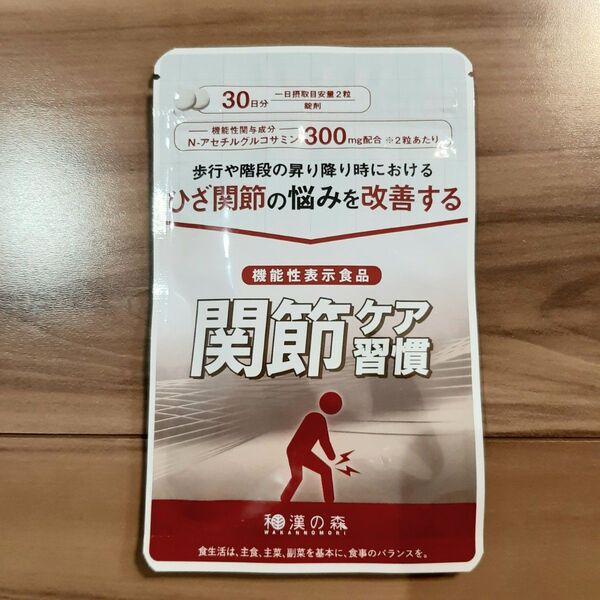 30日分 一日摂取目安量2粒
錠剤
機能性関与成分
N-アセチルグルコサミン 300mg配合 ※2粒あたり
歩行や階段の昇り降り時における
ひざ関節の悩みを改善する
機能性表示食品
関節ケア
習慣
和漢の森
WAKANNOMORI
食生活は、主食、主菜、副菜を基本に、食事のバランスを。